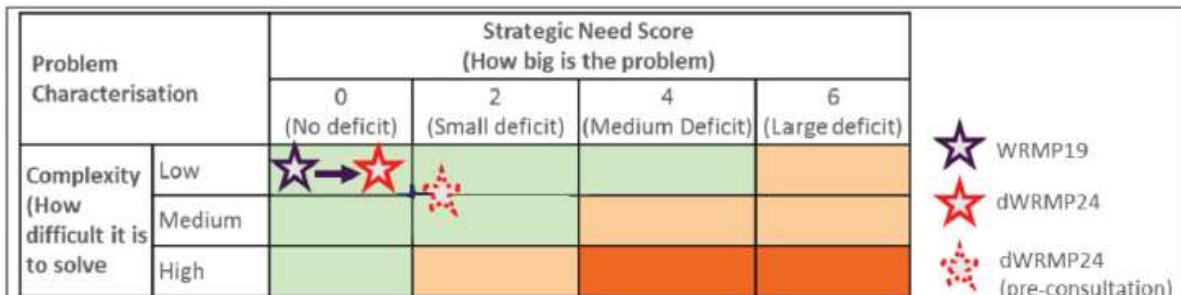 Problem
Characterisation
Strategic Need Score
(How big is the problem)
0
(No deficit)
2
(Small deficit)
4
(Medium Deficit)
6
(Large deficit)
Complexity
(How
difficult it is
to solve
Low
Medium
High
WRMP19
dWRMP24
dWRMP24
(pre-consultation)